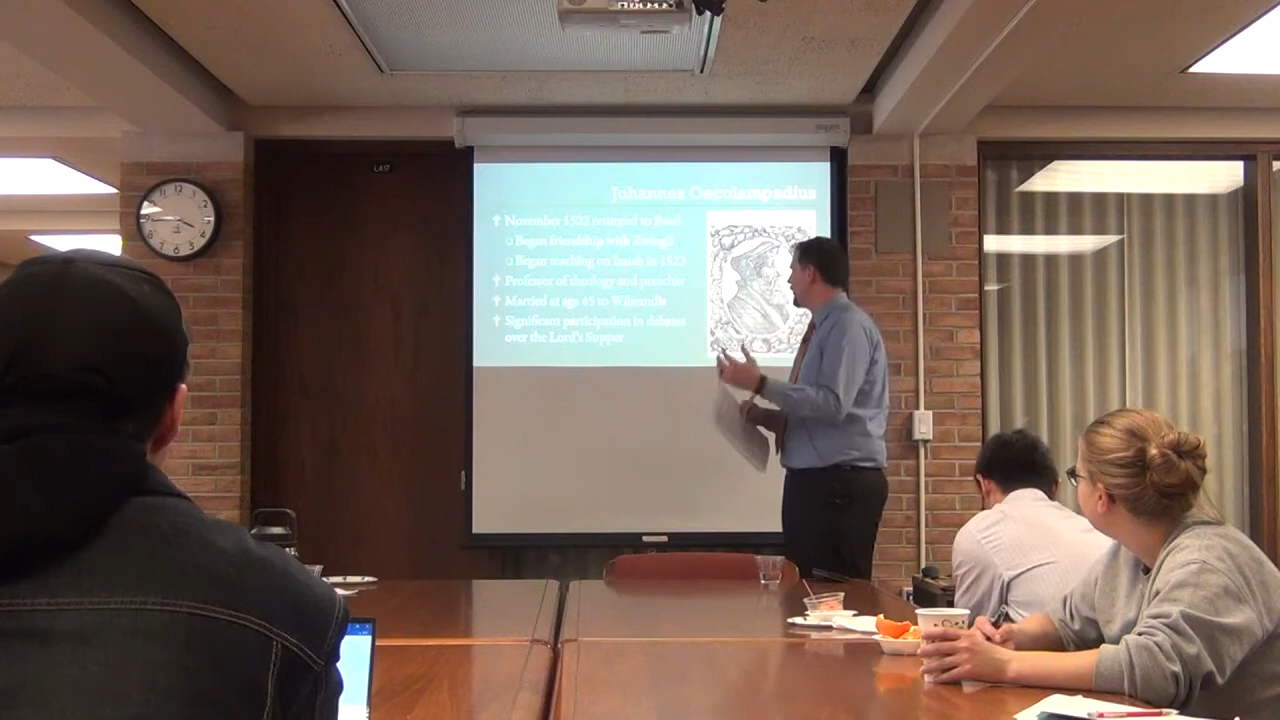 Johannes Oecolampadius
November 1522 returned to Basel
Began friendship with Zwingli
Began teaching on Isaiah in 1523
Professor of theology and preacher
Married at age 45 to Wibrandis
Significant participation in debates
over the Lord's Supper